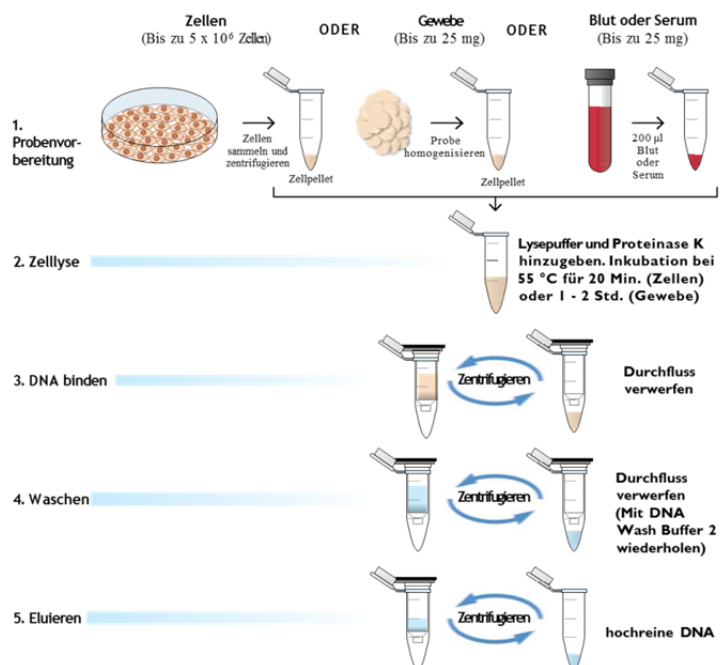 Zellen
(Bis zu 5 x 10⁶ Zellen)
ODER
Gewebe
(Bis zu 25 mg)
ODER
Blut oder Serum
(Bis zu 25 mg)
1.
Probenvor-
bereitung
Zellen
sammeln und
zentrifugieren
Zellpellet
Probe
homogenisieren
Zellpellet
200 µl
Blut
oder
Serum
2. Zelllyse
Lysepuffer und Proteinase K
hinzugeben. Inkubation bei
55 °C für 20 Min. (Zellen)
oder 1 - 2 Std. (Gewebe)
3. DNA binden
Zentrifugieren
Durchfluss
verwerfen
4. Waschen
Zentrifugieren
Durchfluss
verwerfen
(Mit DNA
Wash Buffer 2
wiederholen)
5. Eluieren
Zentrifugieren
hochreine DNA